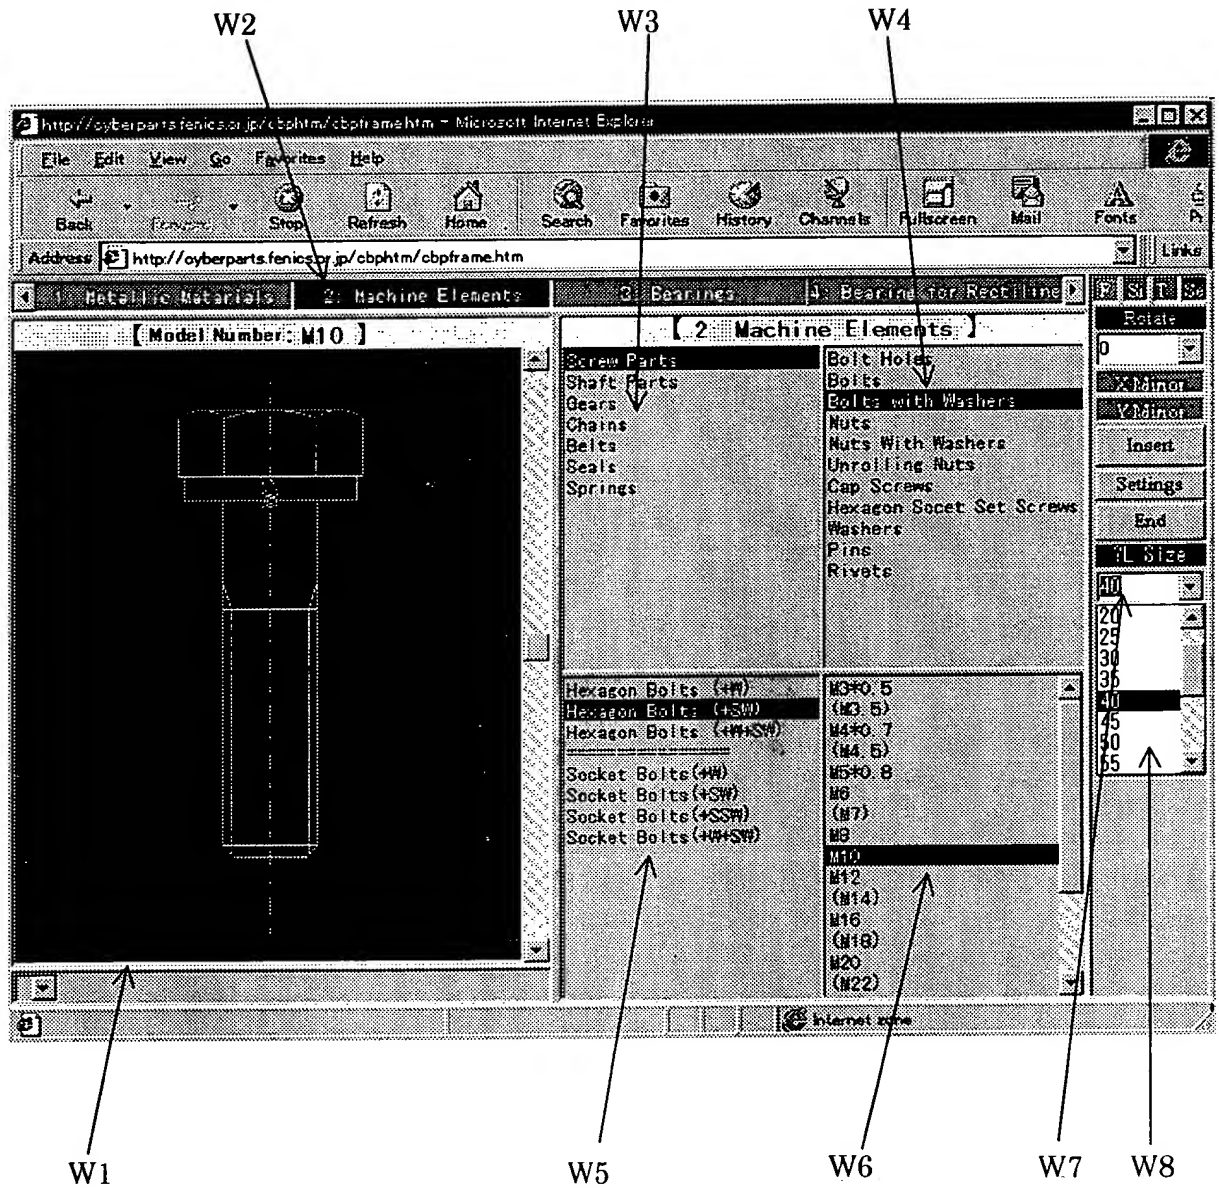 W2
W3
W4
http://cyberparts.fenics.or.jp/cbphtm/cbpframe.htm - Microsoft Internet Explorer
File Edit View Go Favorites Help
Back Stop Refresh Home Search Favorites History Channels Fullscreen Mail Fonts
Address http://cyberparts.fenics.or.jp/cbphtm/cbpframe.htm Links
1: Metallic Materials 2: Machine Elements 3: Bearings 4: Bearing for Rectiline
【Model Number: M10 】
【 2 Machine Elements 】
Screw Parts
Shaft Parts
Gears
Chains
Belts
Seals
Springs
Bolt Holes
Bolts
Bolts with Washers
Nuts
Nuts With Washers
Unrolling Nuts
Cap Screws
Hexagon Socet Set Screws
Washers
Pins
Rivets
Hexagon Bolts (+W)
Hexagon Bolts (+SW)
Hexagon Bolts (+W+SW)
==================
Socket Bolts(+W)
Socket Bolts(+SW)
Socket Bolts(+SSW)
Socket Bolts(+W+SW)
M3*0.5
(M3.5)
M4*0.7
(M4.5)
M5*0.8
M6
(M7)
M8
M10
M12
(M14)
M16
(M18)
M20
(M22)
Rotate
0
X Mirror
Y Mirror
Insert
Settings
End
?L Size
40
20
25
30
35
40
45
50
55
Internet zone
W1
W5
W6
W7
W8